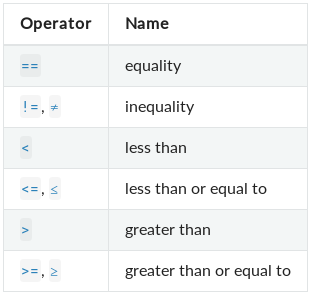 Operator Name
== equality
!=, ≠ inequality
< less than
<=, ≤ less than or equal to
> greater than
>=, ≥ greater than or equal to